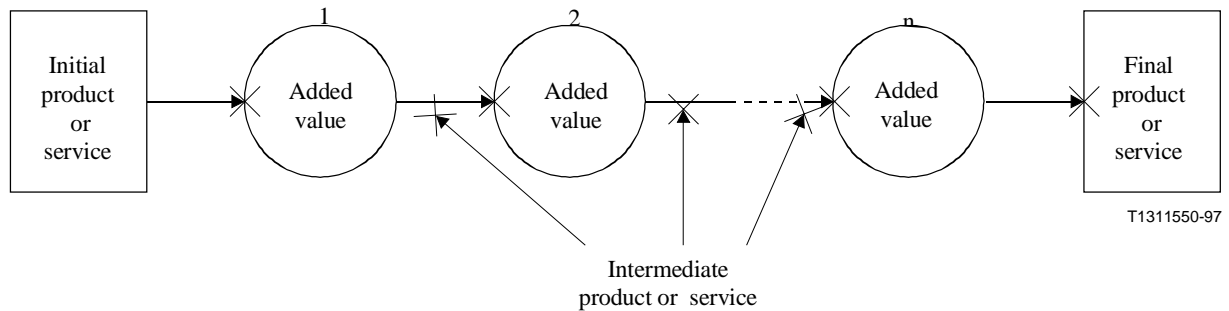 1
2
n
Initial
product
or
service
Added
value
Added
value
Added
value
Final
product
or
service
T1311550-97
Intermediate
product or service